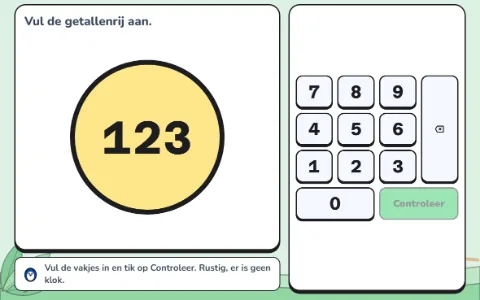 Vul de getallenrij aan.
123
7 8 9
4 5 6
1 2 3
0 Controleer
Vul de vakjes in en tik op Controleer. Rustig, er is geen
klok.